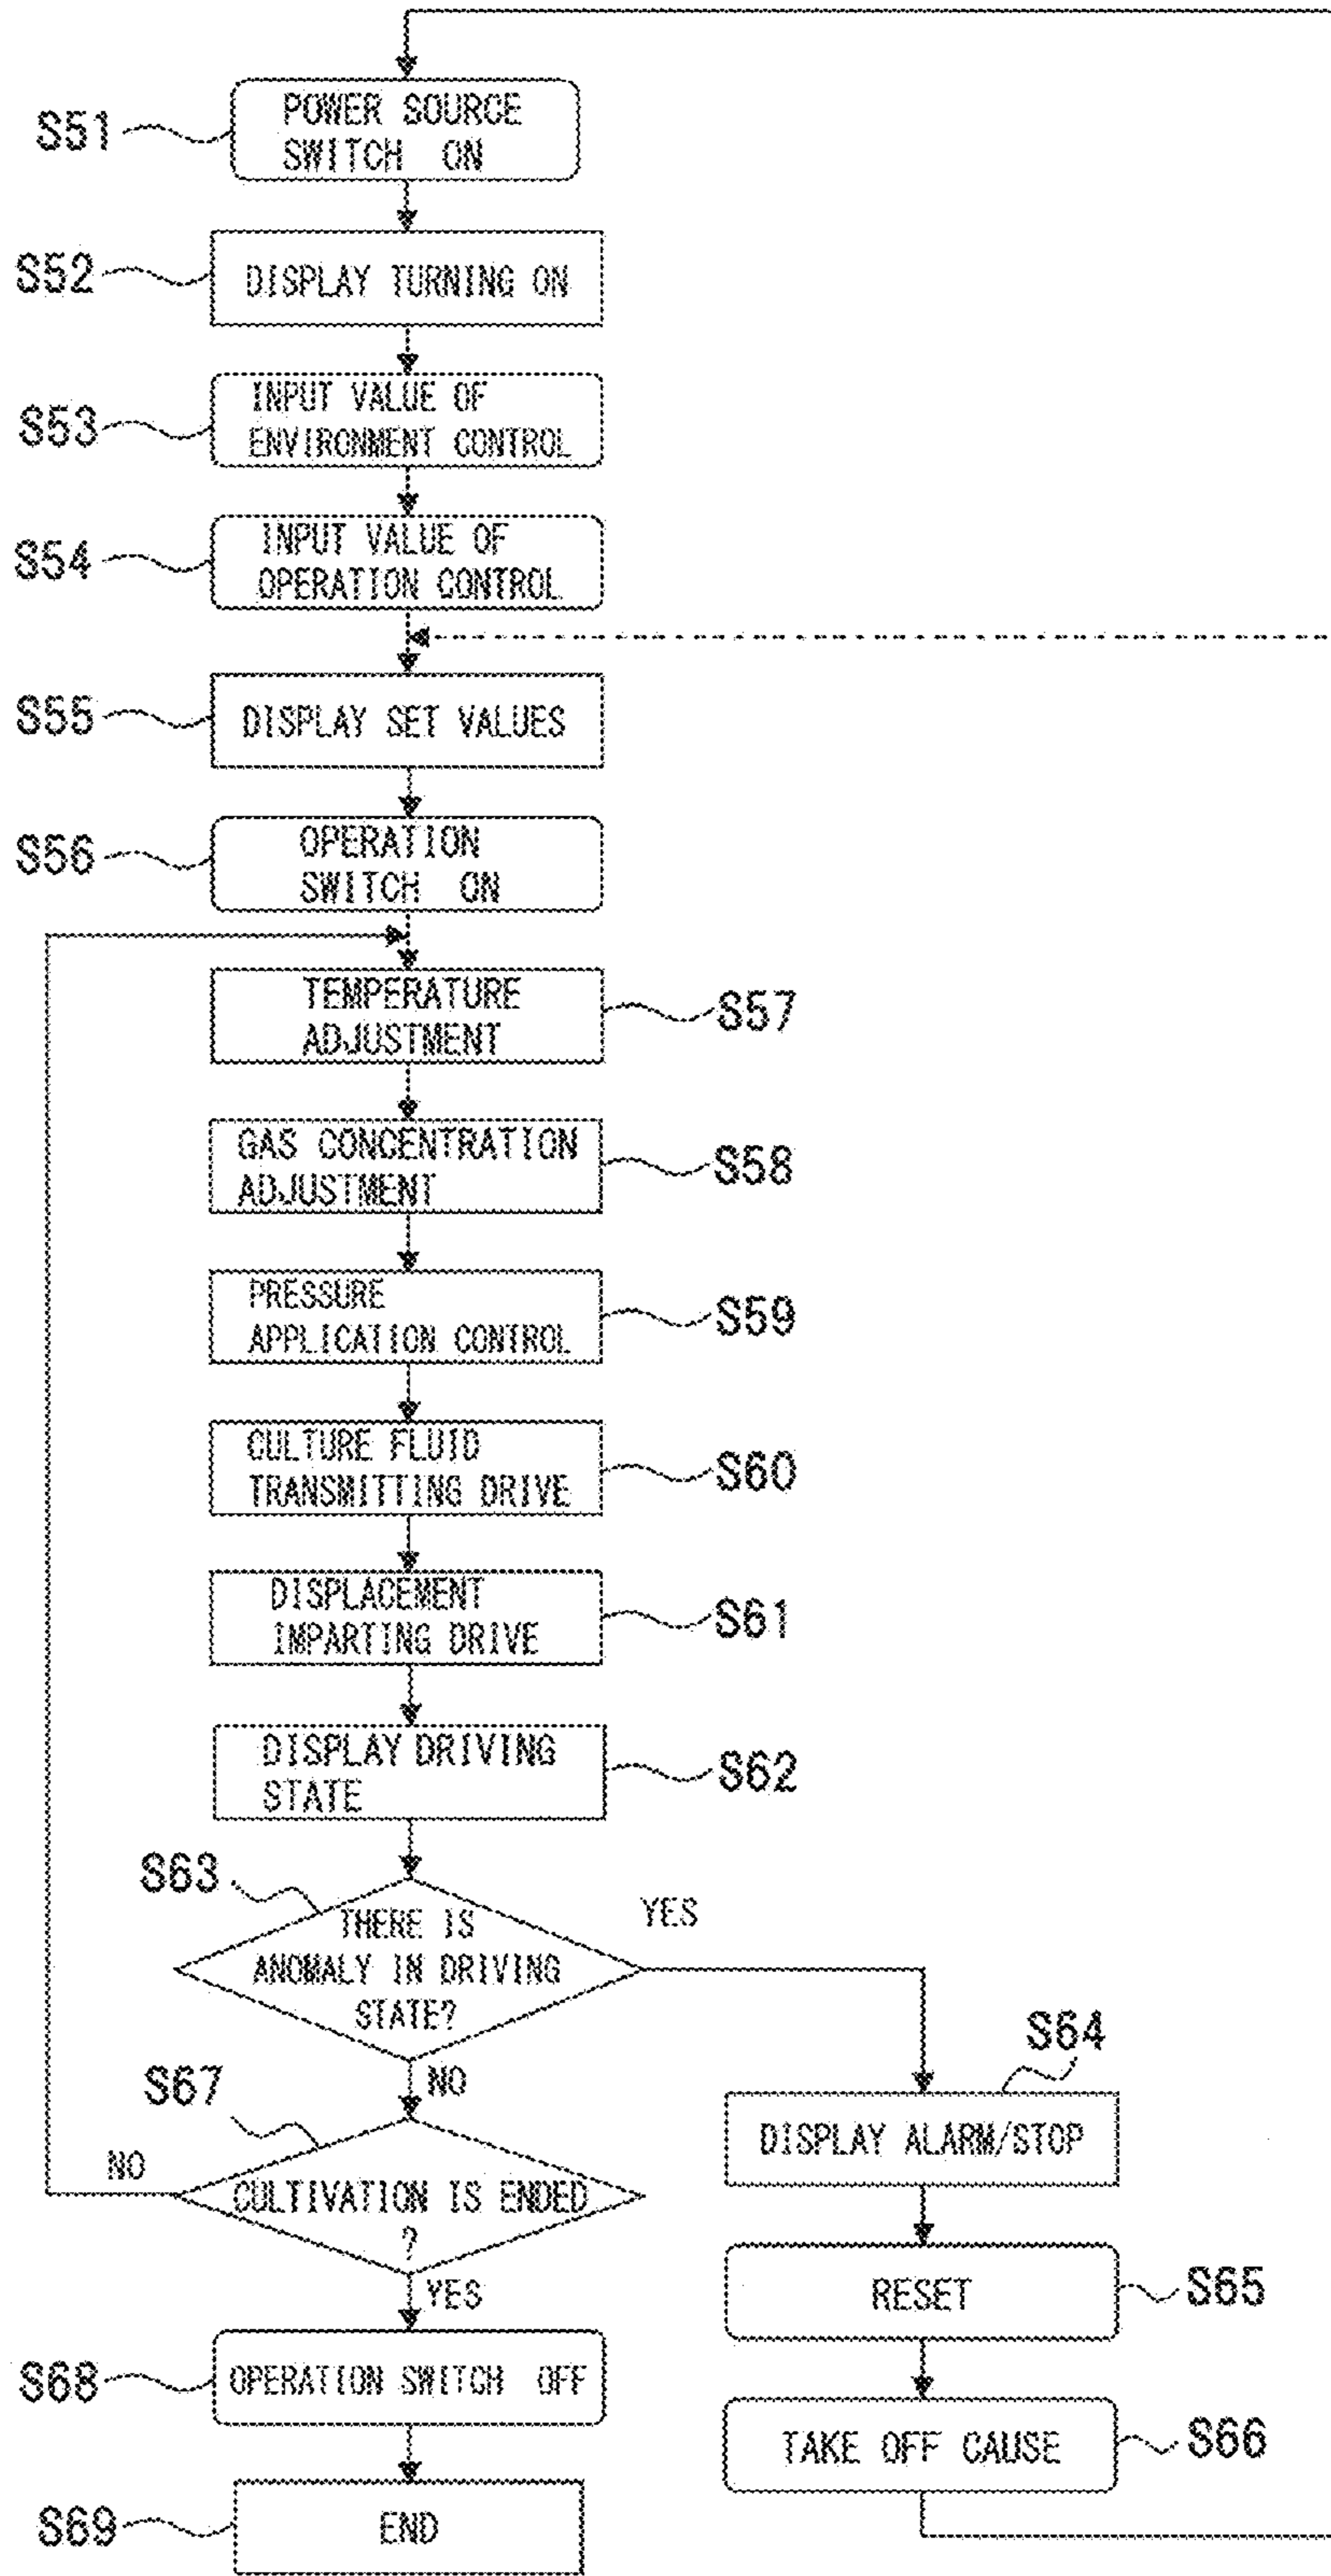 S51
POWER SOURCE
SWITCH ON
S52
DISPLAY TURNING ON
S53
INPUT VALUE OF
ENVIRONMENT CONTROL
S54
INPUT VALUE OF
OPERATION CONTROL
S55
DISPLAY SET VALUES
S56
OPERATION
SWITCH ON
TEMPERATURE
ADJUSTMENT
S57
GAS CONCENTRATION
ADJUSTMENT
S58
PRESSURE
APPLICATION CONTROL
S59
CULTURE FLUID
TRANSMITTING DRIVE
S60
DISPLACEMENT
IMPARTING DRIVE
S61
DISPLAY DRIVING
STATE
S62
S63
THERE IS
ANOMALY IN DRIVING
STATE?
YES
NO
S64
DISPLAY ALARM/STOP
S67
CULTIVATION IS ENDED
?
NO
YES
RESET
S65
S68
OPERATION SWITCH OFF
TAKE OFF CAUSE
S66
S69
END